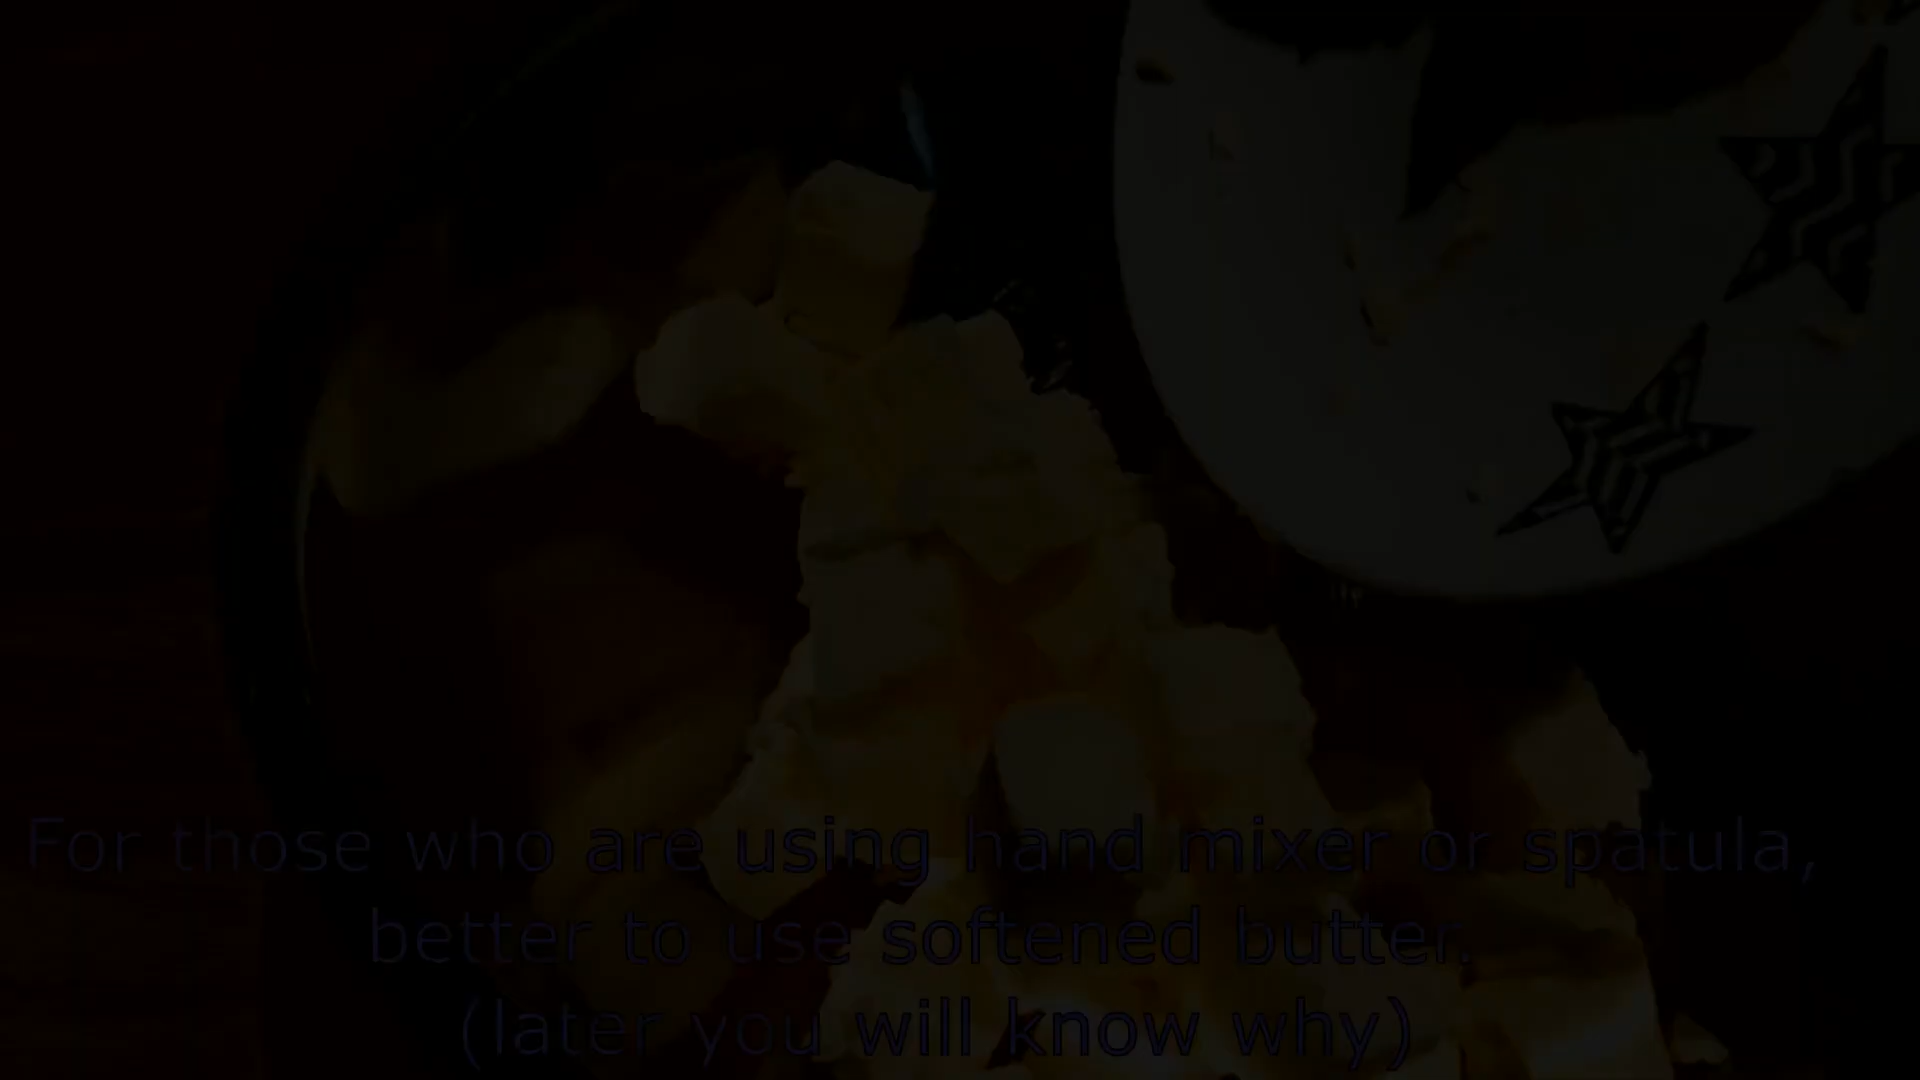 For those who are using hand mixer or spatula,
better to use softened butter.
(later you will know why)